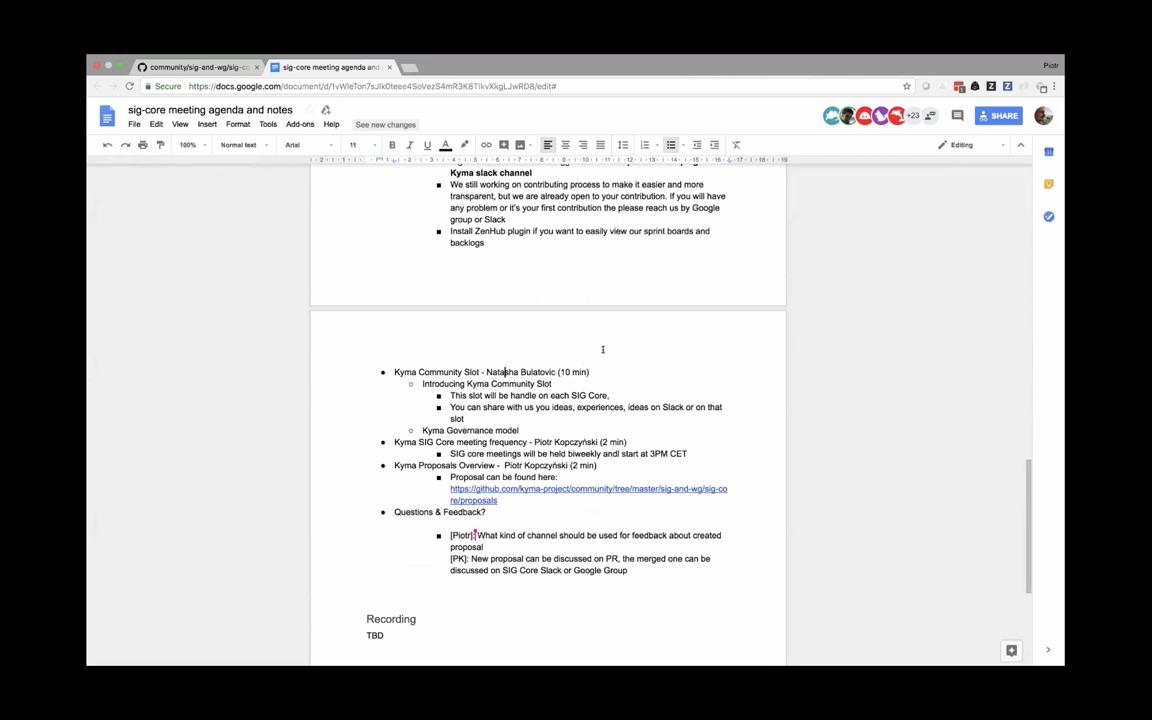 community/sig-and-wg/sig-co
sig-core meeting agenda and
Piotr
Secure
https://docs.google.com/document/d/1vWleTon7sJlk0teee4SoVezS4mR3K8TlkvXkgLJwRD8/edit#
sig-core meeting agenda and notes
+23
SHARE
File Edit View Insert Format Tools Add-ons Help See new changes
100% Normal text Arial 11 B I U A Editing
Kyma slack channel
We still working on contributing process to make it easier and more
transparent, but we are already open to your contribution. If you will have
any problem or it's your first contribution the please reach us by Google
group or Slack
Install ZenHub plugin if you want to easily view our sprint boards and
backlogs
Kyma Community Slot - Natasha Bulatovic (10 min)
Introducing Kyma Community Slot
This slot will be handle on each SIG Core,
You can share with us you ideas, experiences, ideas on Slack or on that
slot
Kyma Governance model
Kyma SIG Core meeting frequency - Piotr Kopczyński (2 min)
SIG core meetings will be held biweekly andl start at 3PM CET
Kyma Proposals Overview - Piotr Kopczyński (2 min)
Proposal can be found here:
https://github.com/kyma-project/community/tree/master/sig-and-wg/sig-co
re/proposals
Questions & Feedback?
[Piotr]: What kind of channel should be used for feedback about created
proposal
[PK]: New proposal can be discussed on PR, the merged one can be
discussed on SIG Core Slack or Google Group
Recording
TBD